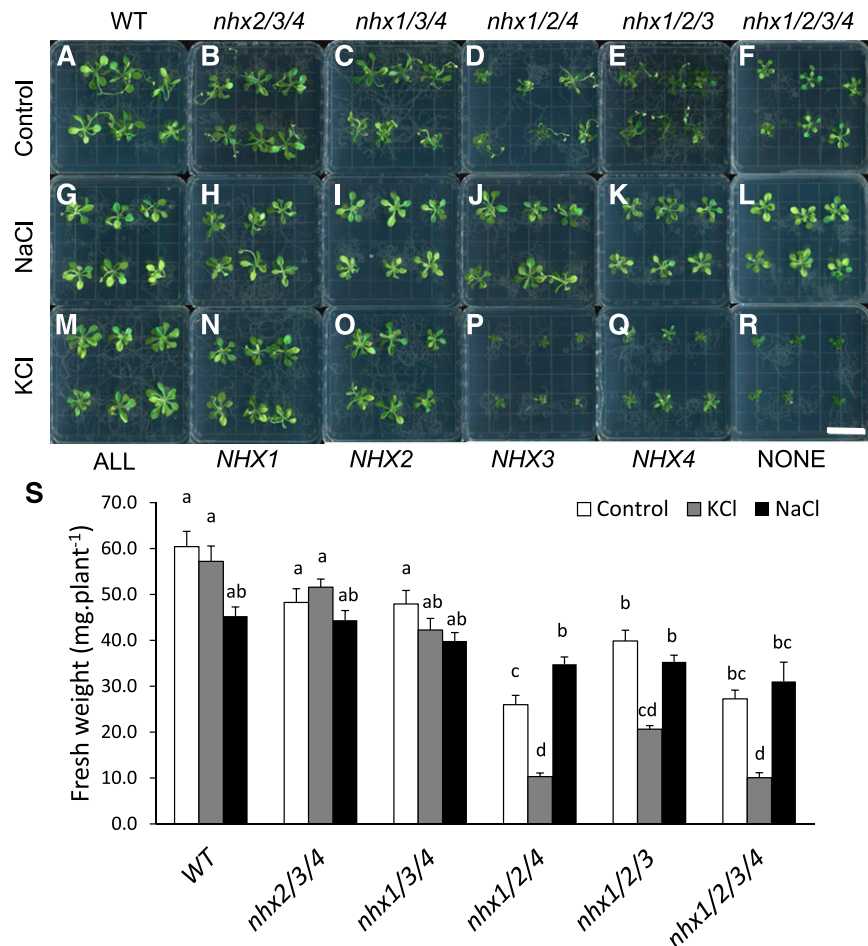 WT nhx2/3/4 nhx1/3/4 nhx1/2/4 nhx1/2/3 nhx1/2/3/4
Control
A B C D E F
NaCl
G H I J K L
KCl
M N O P Q R
ALL NHX1 NHX2 NHX3 NHX4 NONE
S
Control KCl NaCl
Fresh weight (mg.plant-1)
70.0
60.0
50.0
40.0
30.0
20.0
10.0
0.0
a a ab
a a ab
a ab ab
c d b
b cd b
bc d bc
WT nhx2/3/4 nhx1/3/4 nhx1/2/4 nhx1/2/3 nhx1/2/3/4